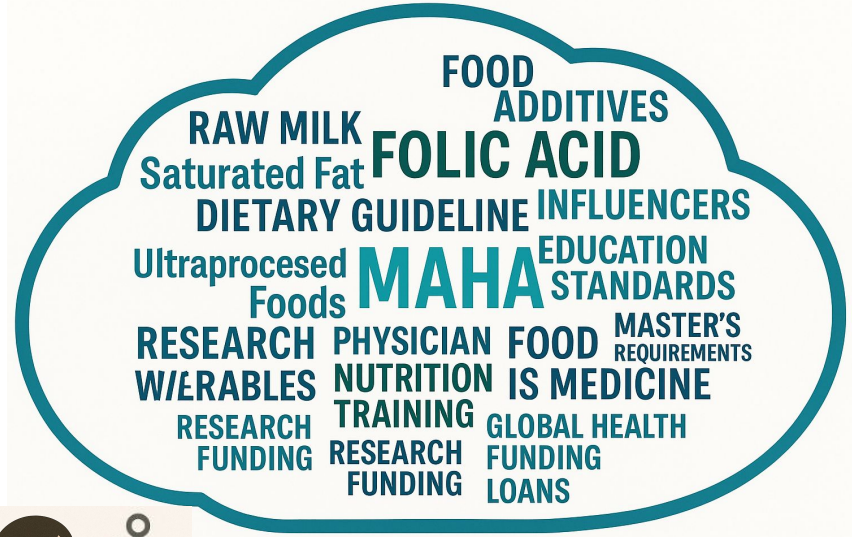 FOOD
ADDITIVES
RAW MILK
FOLIC ACID
Saturated Fat
DIETARY GUIDELINE
INFLUENCERS
Ultraprocesed
Foods
MAHA
EDUCATION
STANDARDS
RESEARCH
W/ERABLES
PHYSICIAN
NUTRITION
TRAINING
FOOD
IS MEDICINE
MASTER'S
REQUIREMENTS
RESEARCH
FUNDING
RESEARCH
FUNDING
GLOBAL HEALTH
FUNDING
LOANS